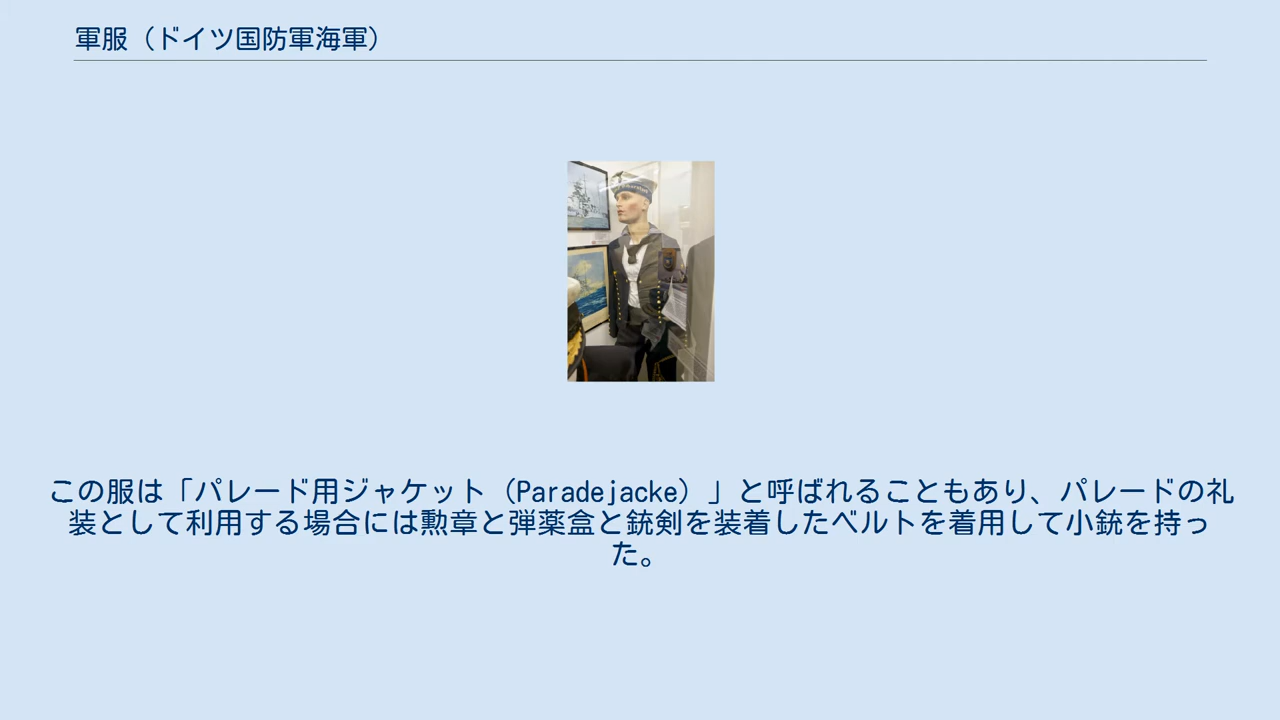 軍服（ドイツ国防軍海軍）
この服は「パレード用ジャケット（Paradejacke）」と呼ばれることもあり、パレードの礼
装として利用する場合には勲章と弾薬盒と銃剣を装着したベルトを着用して小銃を持っ
た。